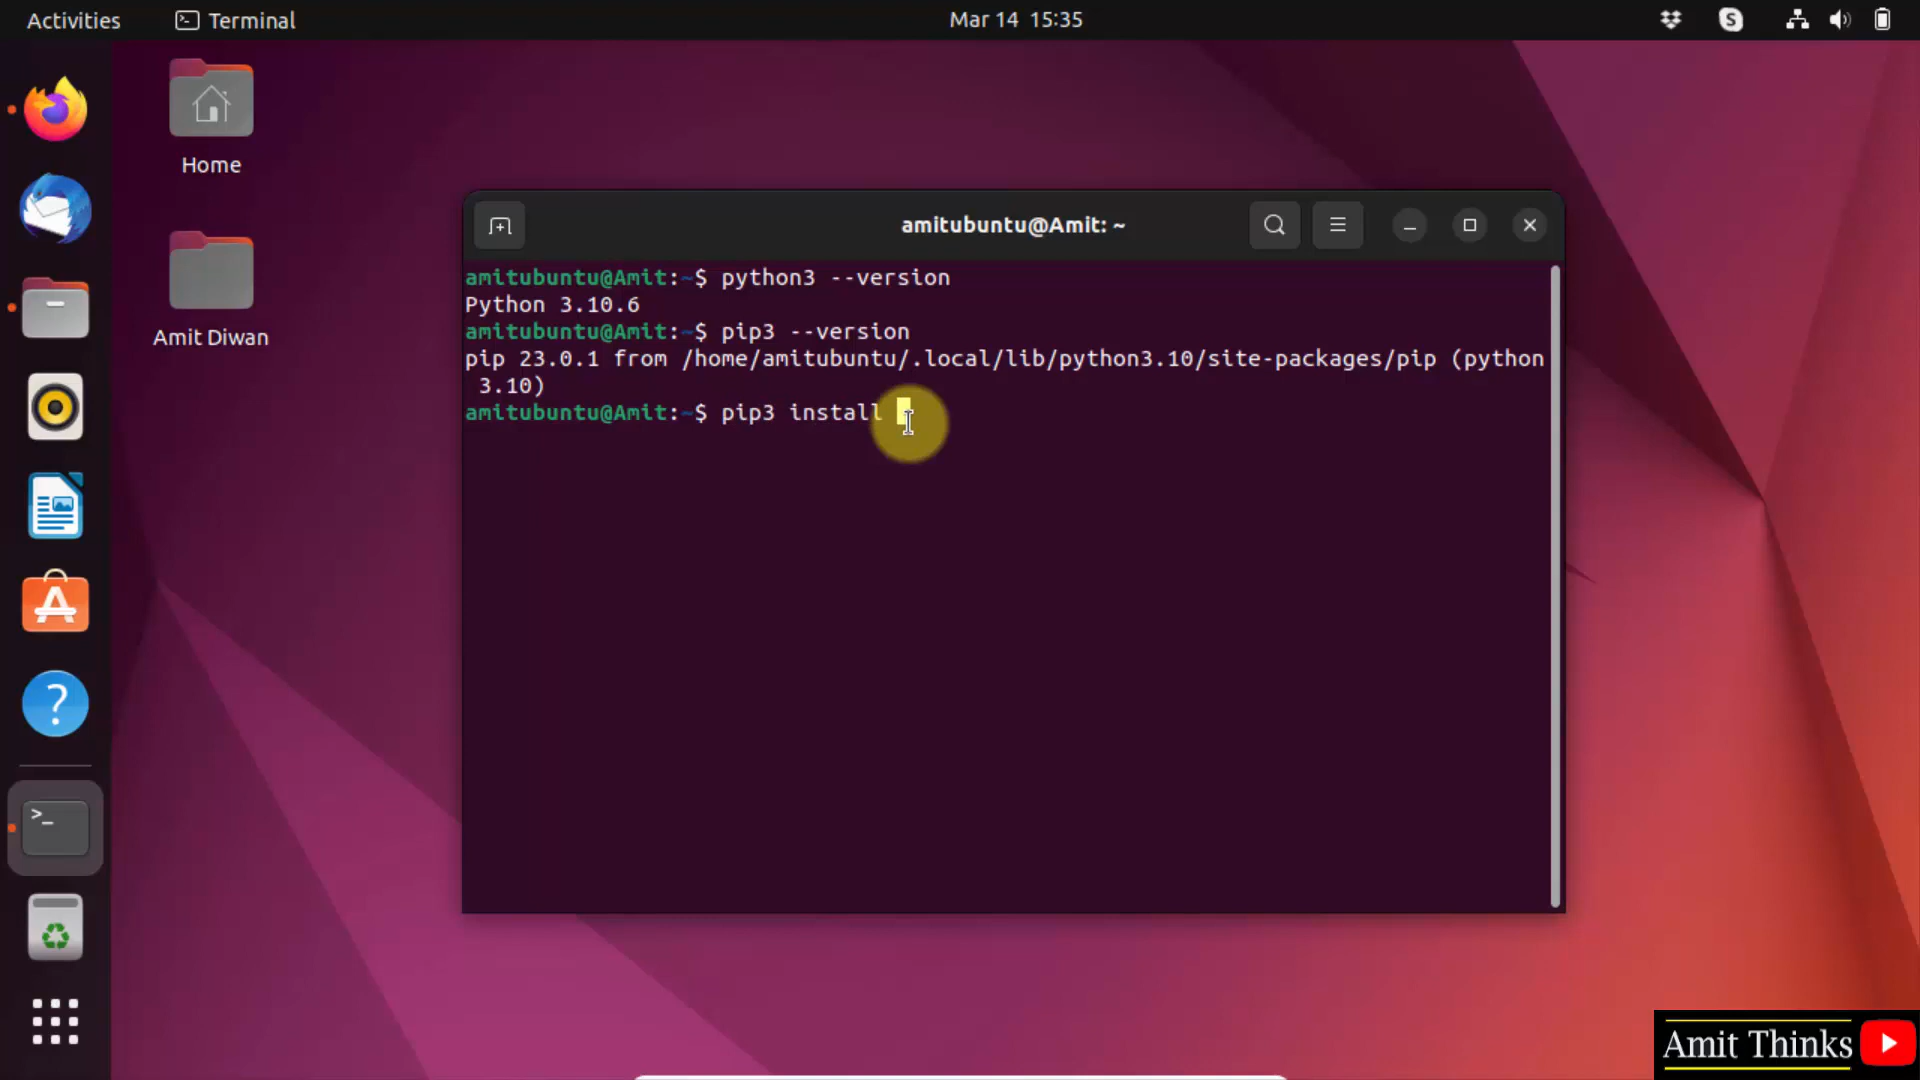 Activities
Terminal
Mar 14 15:35
Home
Amit Diwan
amitubuntu@Amit: ~
amitubuntu@Amit:~$ python3 --version
Python 3.10.6
amitubuntu@Amit:~$ pip3 --version
pip 23.0.1 from /home/amitubuntu/.local/lib/python3.10/site-packages/pip (python
3.10)
amitubuntu@Amit:~$ pip3 install
Amit Thinks